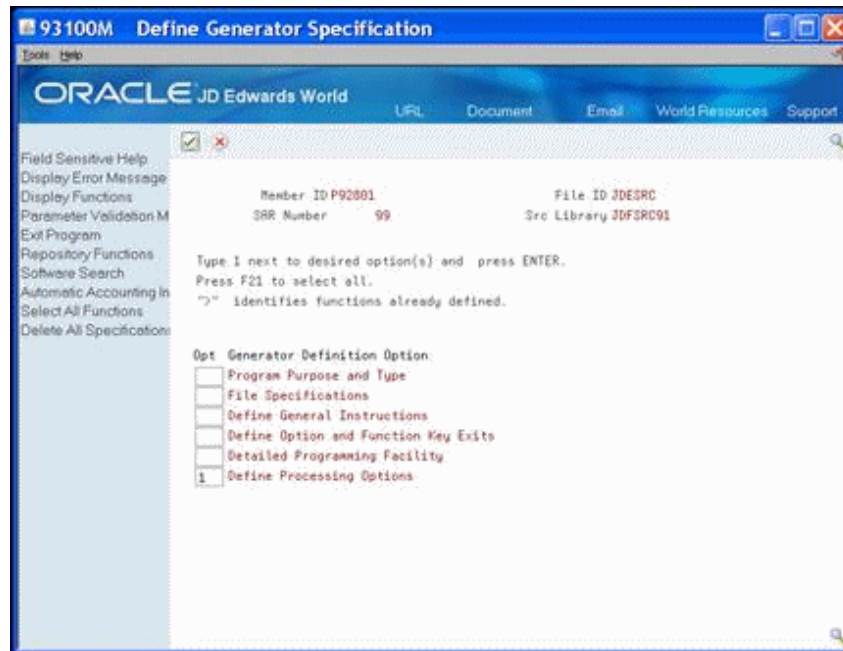 93100M Define Generator Specification
Tools Help
ORACLE JD Edwards World
URL Document Email World Resources Support
Field Sensitive Help
Display Error Message
Display Functions
Parameter Validation M
Exit Program
Repository Functions
Software Search
Automatic Accounting In
Select All Functions
Delete All Specifications
Member ID P92801 File ID JDESRC
SAR Number 99 Src Library JDFSRC91
Type 1 next to desired option(s) and press ENTER.
Press F21 to select all.
">" identifies functions already defined.
Opt Generator Definition Option
Program Purpose and Type
File Specifications
Define General Instructions
Define Option and Function Key Exits
Detailed Programming Facility
1 Define Processing Options